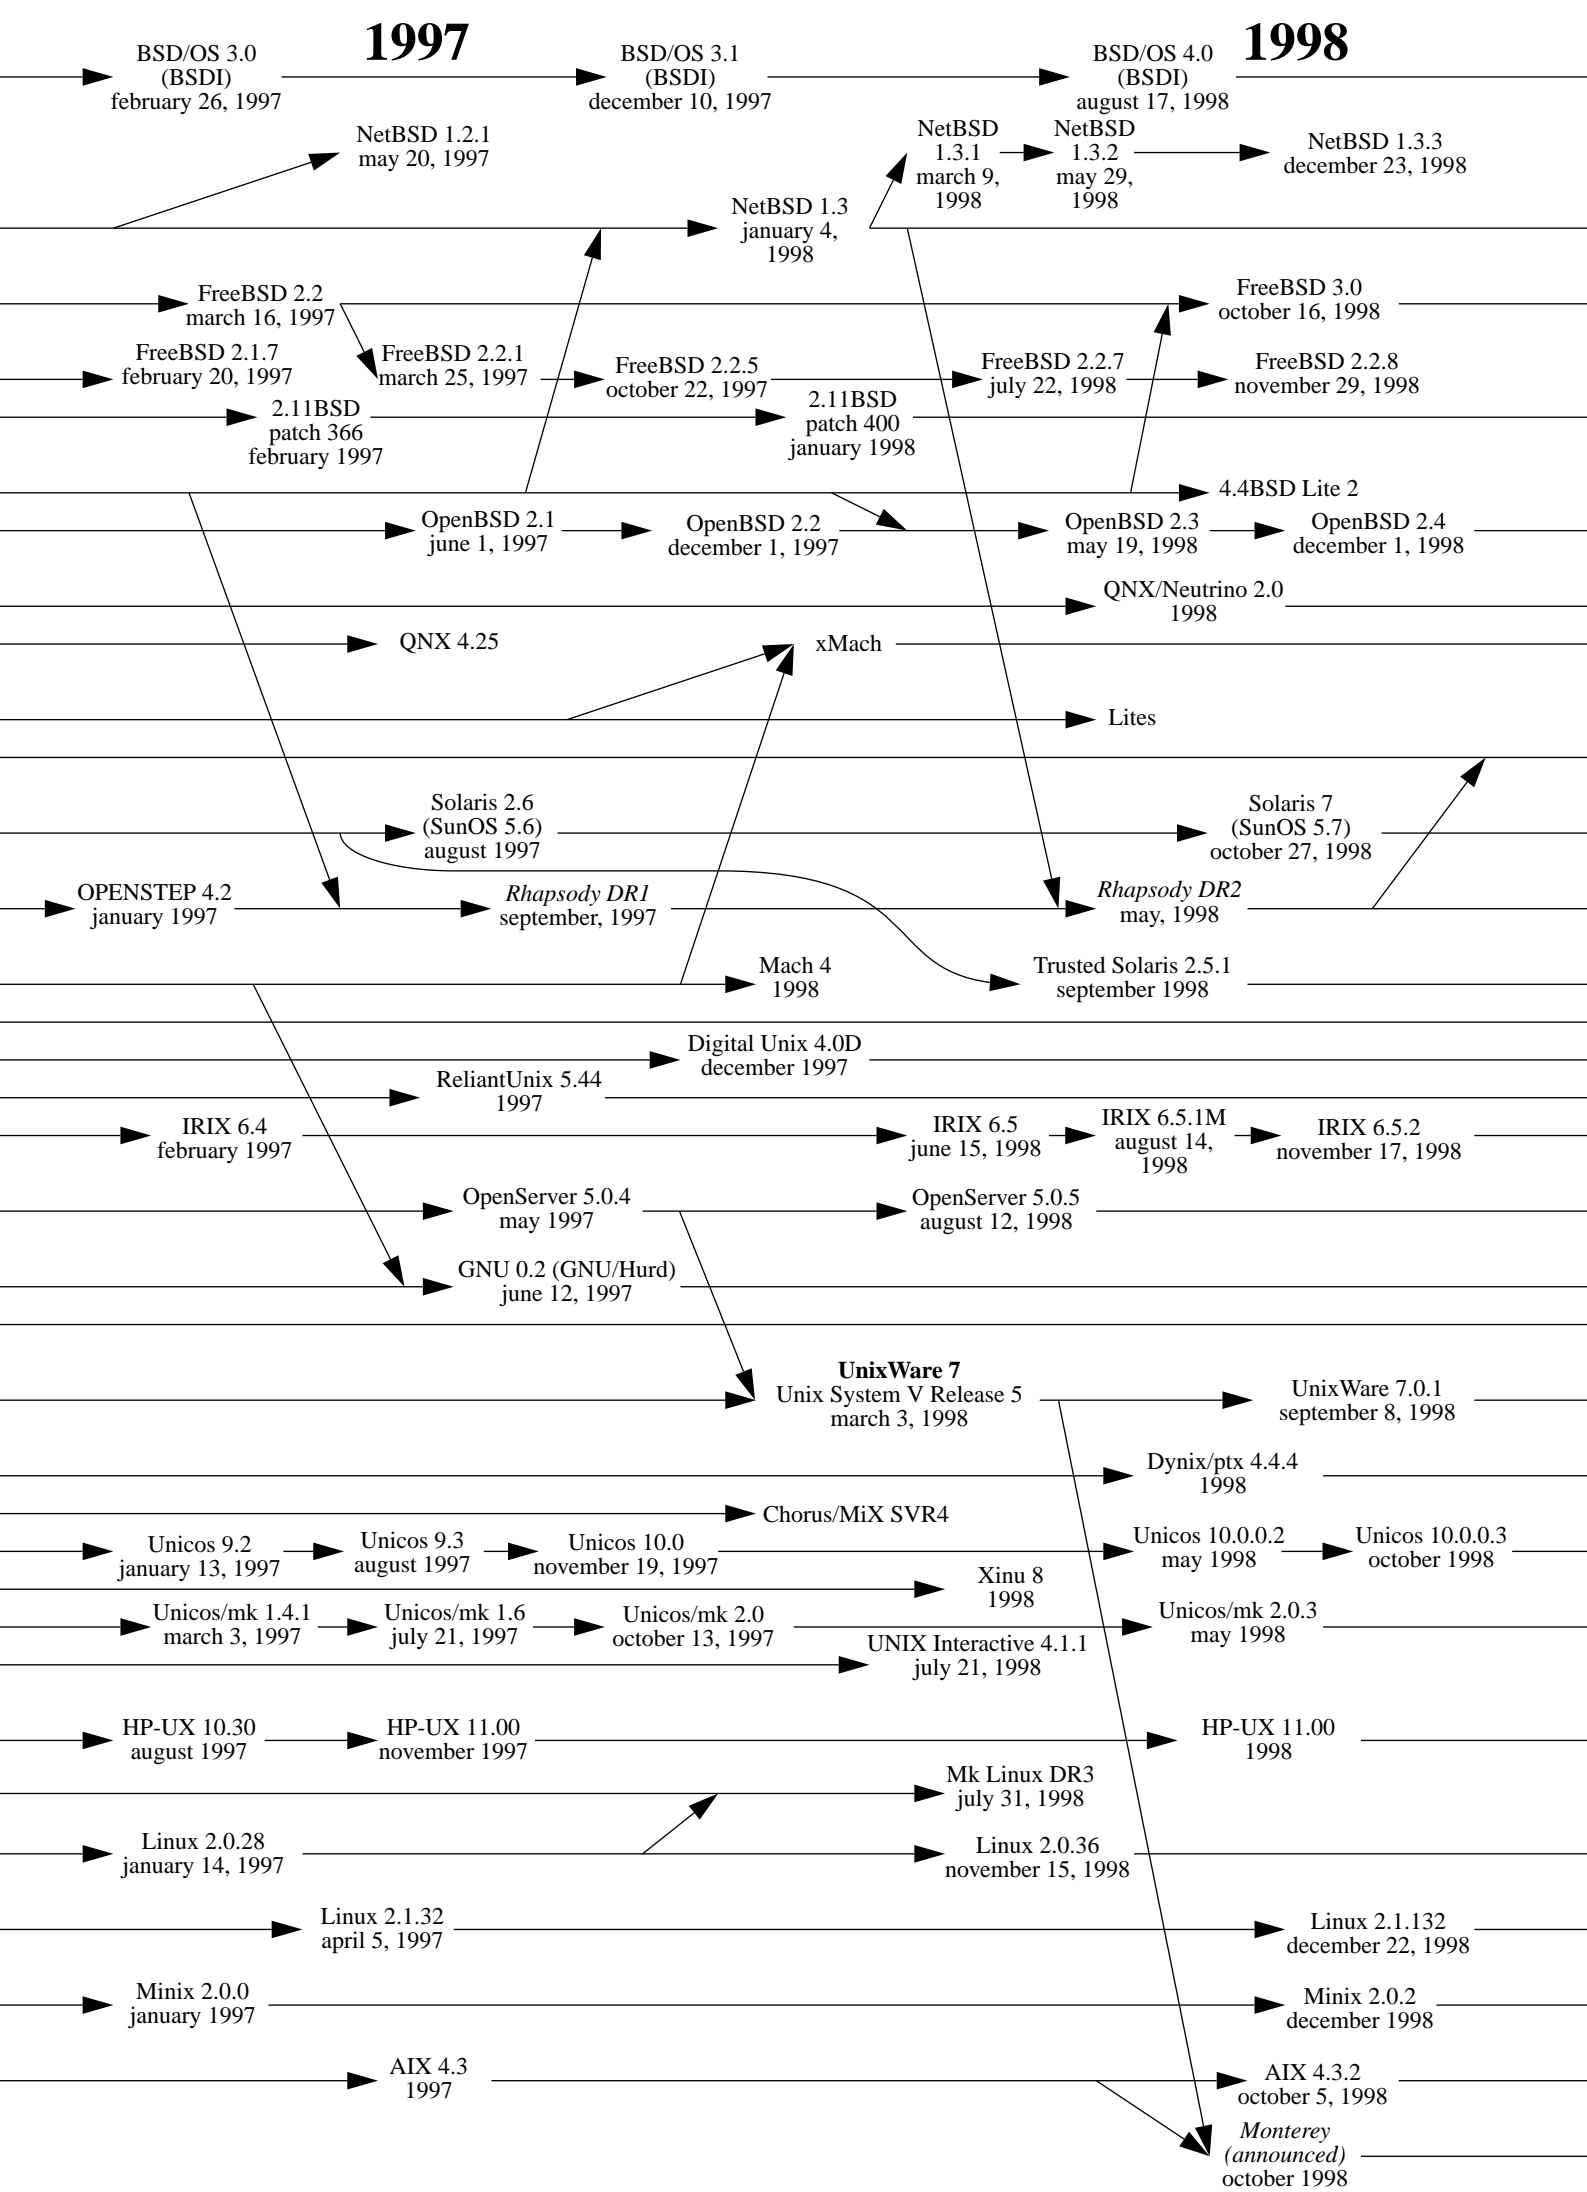 1997
1998
BSD/OS 3.0
(BSDI)
february 26, 1997
BSD/OS 3.1
(BSDI)
december 10, 1997
BSD/OS 4.0
(BSDI)
august 17, 1998
NetBSD 1.2.1
may 20, 1997
NetBSD
1.3.1
march 9,
1998
NetBSD
1.3.2
may 29,
1998
NetBSD 1.3.3
december 23, 1998
NetBSD 1.3
january 4,
1998
FreeBSD 2.2
march 16, 1997
FreeBSD 3.0
october 16, 1998
FreeBSD 2.1.7
february 20, 1997
FreeBSD 2.2.1
march 25, 1997
FreeBSD 2.2.5
october 22, 1997
FreeBSD 2.2.7
july 22, 1998
FreeBSD 2.2.8
november 29, 1998
2.11BSD
patch 366
february 1997
2.11BSD
patch 400
january 1998
4.4BSD Lite 2
OpenBSD 2.1
june 1, 1997
OpenBSD 2.2
december 1, 1997
OpenBSD 2.3
may 19, 1998
OpenBSD 2.4
december 1, 1998
QNX/Neutrino 2.0
1998
QNX 4.25
xMach
Lites
Solaris 2.6
(SunOS 5.6)
august 1997
Solaris 7
(SunOS 5.7)
october 27, 1998
OPENSTEP 4.2
january 1997
Rhapsody DR1
september, 1997
Rhapsody DR2
may, 1998
Mach 4
1998
Trusted Solaris 2.5.1
september 1998
Digital Unix 4.0D
december 1997
ReliantUnix 5.44
1997
IRIX 6.4
february 1997
IRIX 6.5
june 15, 1998
IRIX 6.5.1M
august 14,
1998
IRIX 6.5.2
november 17, 1998
OpenServer 5.0.4
may 1997
OpenServer 5.0.5
august 12, 1998
GNU 0.2 (GNU/Hurd)
june 12, 1997
UnixWare 7
Unix System V Release 5
march 3, 1998
UnixWare 7.0.1
september 8, 1998
Dynix/ptx 4.4.4
1998
Chorus/MiX SVR4
Unicos 9.2
january 13, 1997
Unicos 9.3
august 1997
Unicos 10.0
november 19, 1997
Unicos 10.0.0.2
may 1998
Unicos 10.0.0.3
october 1998
Xinu 8
1998
Unicos/mk 1.4.1
march 3, 1997
Unicos/mk 1.6
july 21, 1997
Unicos/mk 2.0
october 13, 1997
Unicos/mk 2.0.3
may 1998
UNIX Interactive 4.1.1
july 21, 1998
HP-UX 10.30
august 1997
HP-UX 11.00
november 1997
HP-UX 11.00
1998
Mk Linux DR3
july 31, 1998
Linux 2.0.28
january 14, 1997
Linux 2.0.36
november 15, 1998
Linux 2.1.32
april 5, 1997
Linux 2.1.132
december 22, 1998
Minix 2.0.0
january 1997
Minix 2.0.2
december 1998
AIX 4.3
1997
AIX 4.3.2
october 5, 1998
Monterey
(announced)
october 1998